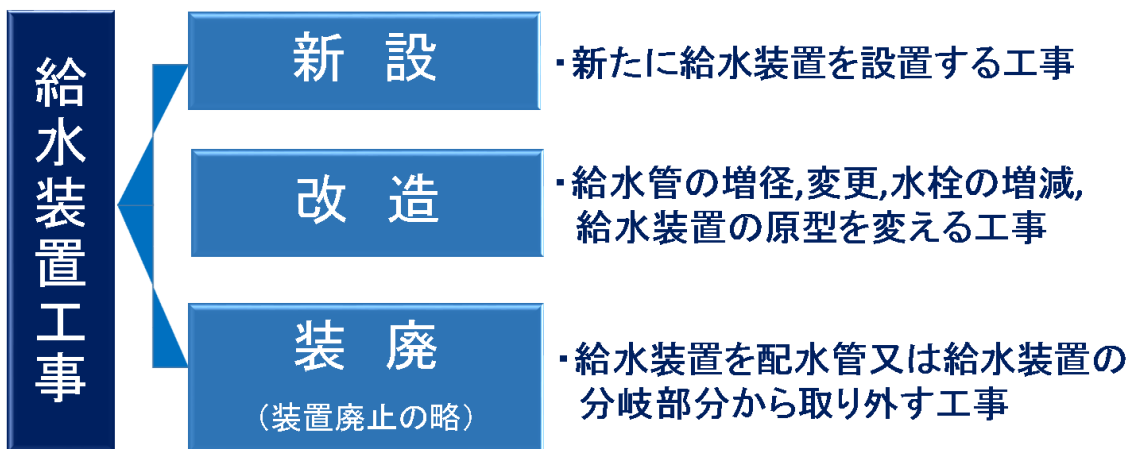 給水装置工事
新 設
・新たに給水装置を設置する工事
改 造
・給水管の増径,変更,水栓の増減,
給水装置の原型を変える工事
装 廃
(装置廃止の略)
・給水装置を配水管又は給水装置の
分岐部分から取り外す工事